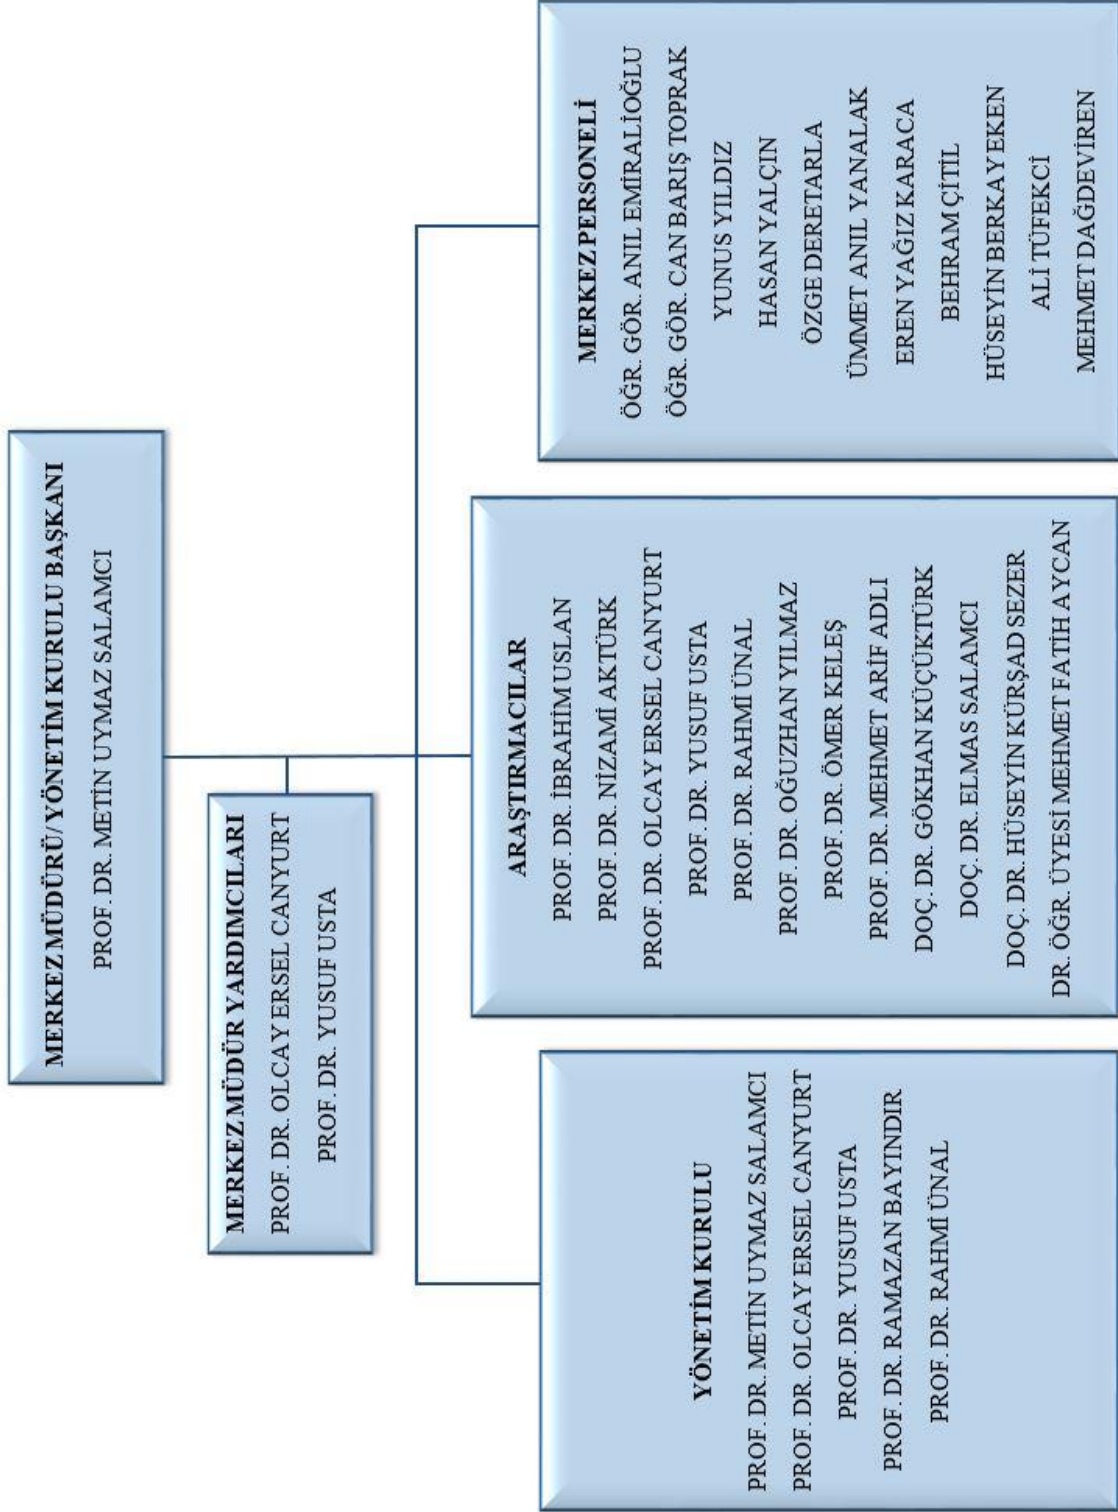 MERKEZ MÜDÜRÜ/ YÖNETİM KURULU BAŞKANI
PROF. DR. METİN UYMAZ SALAMCI
MERKEZ MÜDÜR YARDIMCILARI
PROF. DR. OLCAY ERSEL CANYURT
PROF. DR. YUSUF USTA
YÖNETİM KURULU
PROF. DR. METİN UYMAZ SALAMCI
PROF. DR. OLCAY ERSEL CANYURT
PROF. DR. YUSUF USTA
PROF. DR. RAMAZAN BAYINDIR
PROF. DR. RAHMİ ÜNAL
ARAŞTIRMACILAR
PROF. DR. İBRAHİM USLAN
PROF. DR. NİZAMİ AKTÜRK
PROF. DR. OLCAY ERSEL CANYURT
PROF. DR. YUSUF USTA
PROF. DR. RAHMİ ÜNAL
PROF DR. OĞUZHAN YILMAZ
PROF. DR. ÖMER KELEŞ
PROF. DR. MEHMET ARİF ADLI
DOÇ. DR. GÖKHAN KÜÇÜKTÜRK
DOÇ. DR. ELMAS SALAMCI
DOÇ. DR. HÜSEYİN KÜRŞAD SEZER
DR. ÖĞR. ÜYESİ MEHMET FATİH AYCAN
MERKEZ PERSONELİ
ÖĞR. GÖR. ANIL EMİRALİOĞLU
ÖĞR. GÖR. CAN BARIŞ TOPRAK
YUNUS YILDIZ
HASAN YALÇIN
ÖZGE DERETARLA
ÜMMET ANIL YANALAK
EREN YAĞIZ KARACA
BEHRAM ÇİTİL
HÜSEYİN BERKAY EKEN
ALİ TÜFEKCİ
MEHMET DAĞDEVİREN